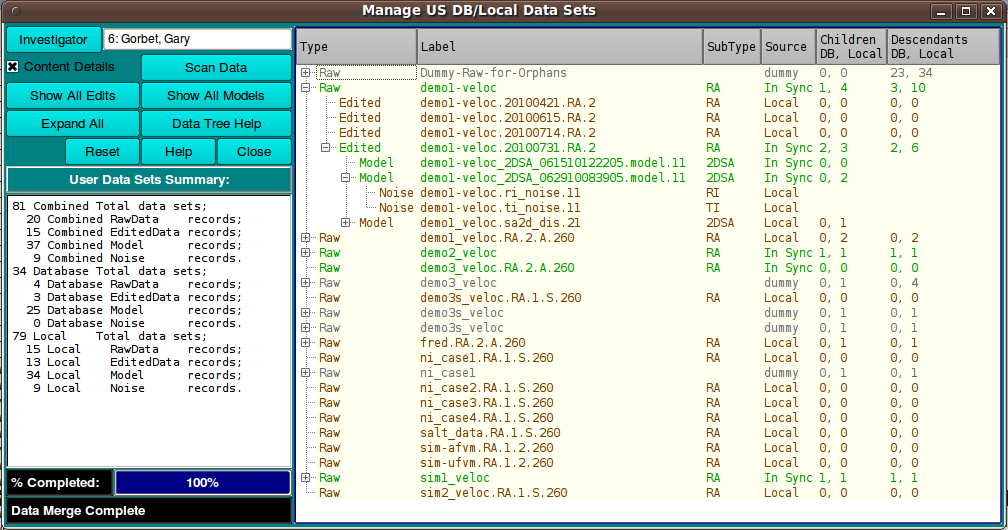 Manage US DB/Local Data Sets
Investigator 6: Gorbet, Gary
Content Details Scan Data
Show All Edits Show All Models
Expand All Data Tree Help
Reset Help Close
User Data Sets Summary:
81 Combined Total data sets;
20 Combined RawData records;
15 Combined EditedData records;
37 Combined Model records;
9 Combined Noise records.
34 Database Total data sets;
4 Database RawData records;
3 Database EditedData records;
25 Database Model records;
0 Database Noise records.
79 Local Total data sets;
15 Local RawData records;
13 Local EditedData records;
34 Local Model records;
9 Local Noise records.
% Completed: 100%
Data Merge Complete
Type Label SubType Source Children DB, Local Descendants DB, Local
Raw Dummy-Raw-for-Orphans dummy 0, 0 23, 34
Raw demo1-veloc RA In Sync 1, 4 3, 10
Edited demo1-veloc.20100421.RA.2 RA Local 0, 0 0, 0
Edited demo1-veloc.20100615.RA.2 RA Local 0, 0 0, 0
Edited demo1-veloc.20100714.RA.2 RA Local 0, 0 0, 0
Edited demo1-veloc.20100731.RA.2 RA In Sync 2, 3 2, 6
Model demo1-veloc_2DSA_061510122205.model.11 2DSA In Sync 0, 0
Model demo1-veloc_2DSA_062910083905.model.11 2DSA In Sync 0, 2
Noise demo1-veloc.ri_noise.11 RI Local
Noise demo1-veloc.ti_noise.11 TI Local
Model demo1_veloc.sa2d_dis.21 2DSA Local 0, 1
Raw demo1_veloc.RA.2.A.260 RA Local 0, 2 0, 2
Raw demo2_veloc RA In Sync 1, 1 1, 1
Raw demo3_veloc.RA.2.A.260 RA In Sync 0, 0 0, 0
Raw demo3_veloc dummy 0, 1 0, 4
Raw demo3s_veloc.RA.1.S.260 RA Local 0, 0 0, 0
Raw demo3s_veloc dummy 0, 1 0, 1
Raw demo3s_veloc dummy 0, 1 0, 1
Raw fred.RA.2.A.260 RA Local 0, 1 0, 1
Raw ni_case1.RA.1.S.260 RA Local 0, 0 0, 0
Raw ni_case1 dummy 0, 1 0, 1
Raw ni_case2.RA.1.S.260 RA Local 0, 0 0, 0
Raw ni_case3.RA.1.S.260 RA Local 0, 0 0, 0
Raw ni_case4.RA.1.S.260 RA Local 0, 0 0, 0
Raw salt_data.RA.1.S.260 RA Local 0, 0 0, 0
Raw sim-afvm.RA.1.2.260 RA Local 0, 0 0, 0
Raw sim-ufvm.RA.1.2.260 RA Local 0, 0 0, 0
Raw sim1_veloc RA In Sync 1, 1 1, 1
Raw sim2_veloc.RA.1.S.260 RA Local 0, 0 0, 0